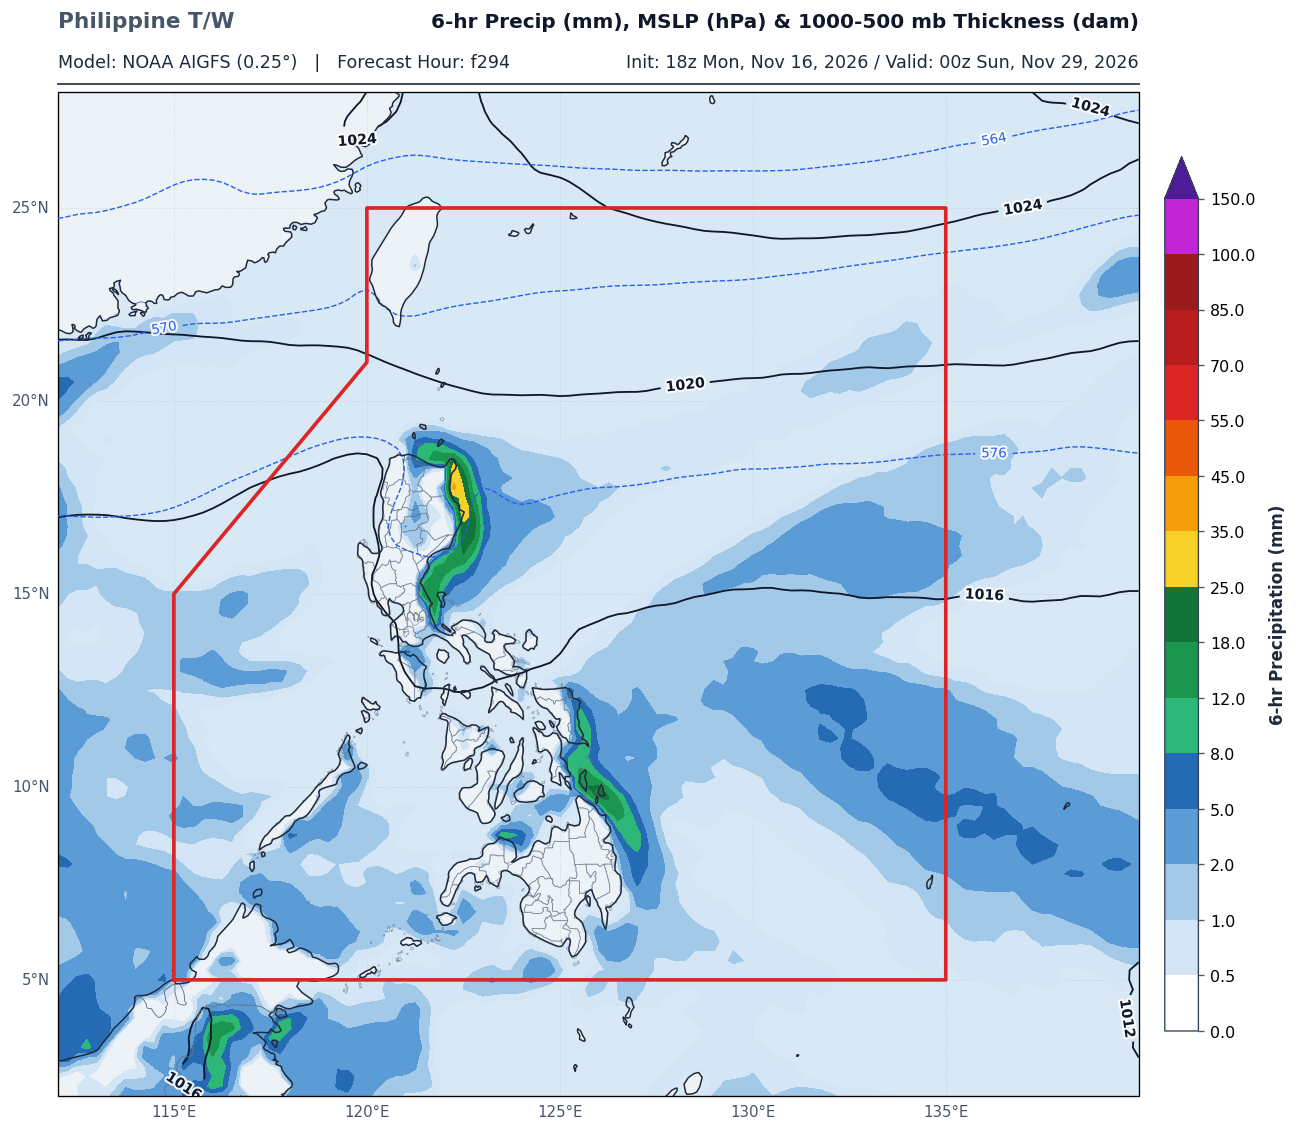 Philippine T/W
6-hr Precip (mm), MSLP (hPa) & 1000-500 mb Thickness (dam)
Model: NOAA AIGFS (0.25°) | Forecast Hour: f294
Init: 18z Mon, Nov 16, 2026 / Valid: 00z Sun, Nov 29, 2026
1024
1024
564
1024
570
1020
576
1016
1012
1016
25°N
20°N
15°N
10°N
5°N
115°E
120°E
125°E
130°E
135°E
150.0
100.0
85.0
70.0
55.0
45.0
35.0
25.0
18.0
12.0
8.0
5.0
2.0
1.0
0.5
0.0
6-hr Precipitation (mm)